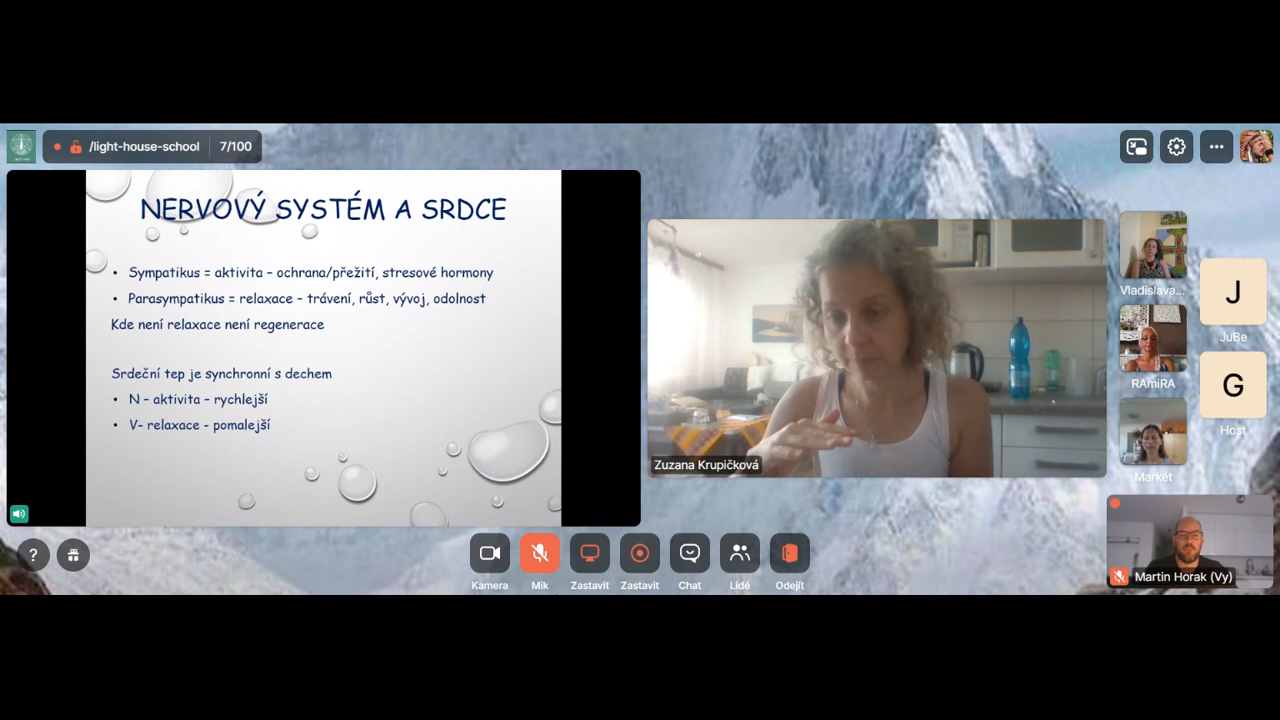 /light-house-school 7/100
NERVOVÝ SYSTÉM A SRDCE
• Sympatikus = aktivita – ochrana/přežití, stresové hormony
• Parasympatikus = relaxace – trávení, růst, vývoj, odolnost
Kde není relaxace není regenerace
Srdeční tep je synchronní s dechem
• N – aktivita – rychlejší
• V- relaxace - pomalejší
Zuzana Krupičková
Vladislava...
RAmiRA
Markét
J
JuBe
G
Host
Martin Horak (Vy)
?
Kamera
Mik
Zastavit
Zastavit
Chat
Lidé
Odejít